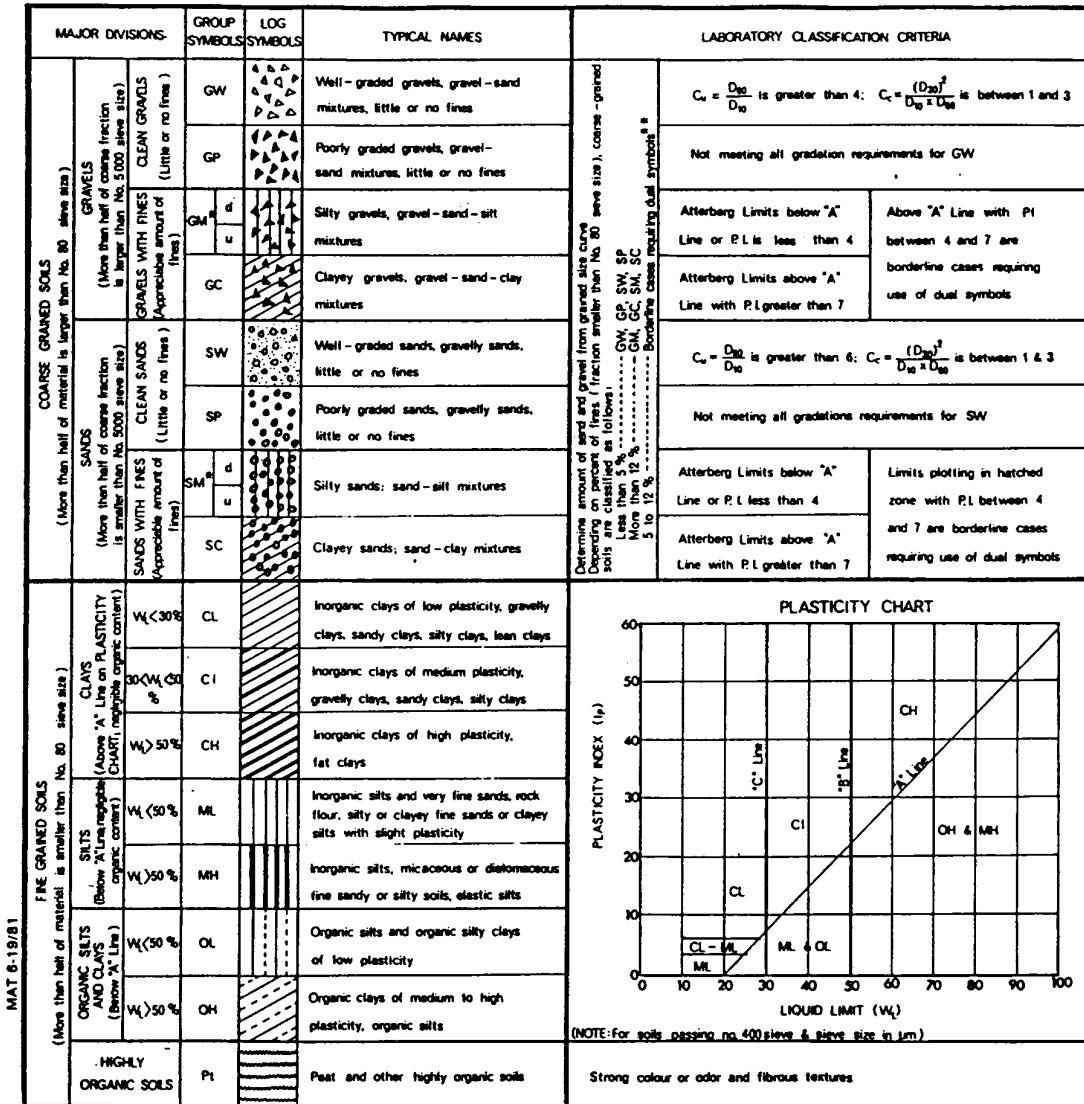 MAJOR DIVISIONS
GROUP SYMBOLS
LOG SYMBOLS
TYPICAL NAMES
LABORATORY CLASSIFICATION CRITERIA
COARSE GRAINED SOILS
(More than half of material is larger than No. 80 sieve size)
GRAVELS
(More than half of coarse fraction
is larger than No. 5000 sieve size)
CLEAN GRAVELS
(Little or no fines)
GW
Well-graded gravels, gravel-sand
mixtures, little or no fines
GP
Poorly graded gravels, gravel-
sand mixtures, little or no fines
GRAVELS WITH FINES
(Appreciable amount of
fines)
GM*
d
u
Silty gravels, gravel-sand-silt
mixtures
GC
Clayey gravels, gravel-sand-clay
mixtures
SANDS
(More than half of coarse fraction
is smaller than No. 5000 sieve size)
CLEAN SANDS
(Little or no fines)
SW
Well-graded sands, gravelly sands,
little or no fines
SP
Poorly graded sands, gravelly sands,
little or no fines
SANDS WITH FINES
(Appreciable amount of
fines)
SM*
d
u
Silty sands; sand-silt mixtures
SC
Clayey sands; sand-clay mixtures
Determine amount of sand and gravel from grained size curve
Depending on percent of fines (fraction smaller than No. 80 sieve size), coarse-grained
soils are classified as follows:
Less than 5% ---------- GW, GP, SW, SP
More than 12% --------- GM, GC, SM, SC
5 to 12% ---------- Borderline cases requiring dual symbols**
Cu = D60/D10 is greater than 4; Cc = (D30)²/D10 x D60 is between 1 and 3
Not meeting all gradation requirements for GW
Atterberg Limits below "A"
Line or P.I. is less than 4
Atterberg Limits above "A"
Line with P.I. greater than 7
Above "A" Line with PI
between 4 and 7 are
borderline cases requiring
use of dual symbols
Cu = D60/D10 is greater than 6; Cc = (D30)²/D10 x D60 is between 1 & 3
Not meeting all gradations requirements for SW
Atterberg Limits below "A"
Line or P.I. less than 4
Atterberg Limits above "A"
Line with P.I. greater than 7
Limits plotting in hatched
zone with P.I. between 4
and 7 are borderline cases
requiring use of dual symbols
FINE GRAINED SOILS
(More than half of material is smaller than No. 80 sieve size)
CLAYS
(Above "A" Line on PLASTICITY
CHART, negligible organic content)
WL<30%
CL
Inorganic clays of low plasticity, gravelly
clays, sandy clays, silty clays, lean clays
30<WL<50
%
CI
Inorganic clays of medium plasticity,
gravelly clays, sandy clays, silty clays
WL>50%
CH
Inorganic clays of high plasticity,
fat clays
SILTS
(Below "A" Line, negligible
organic content)
WL<50%
ML
Inorganic silts and very fine sands, rock
flour, silty or clayey fine sands or clayey
silts with slight plasticity
WL>50%
MH
Inorganic silts, micaceous or diatomaceous
fine sandy or silty soils, elastic silts
ORGANIC SILTS
AND CLAYS
(Below "A" Line)
WL<50%
OL
Organic silts and organic silty clays
of low plasticity
WL>50%
OH
Organic clays of medium to high
plasticity, organic silts
HIGHLY
ORGANIC SOILS
Pt
Peat and other highly organic soils
Strong colour or odor and fibrous textures
PLASTICITY CHART
PLASTICITY INDEX (Ip)
60
50
40
30
20
10
0
"C" Line
"B" Line
"A" Line
CH
CI
OH & MH
CL
CL-ML
ML
ML & OL
0 10 20 30 40 50 60 70 80 90 100
LIQUID LIMIT (WL)
(NOTE: For soils passing no. 400 sieve & sieve size in μm)
MAT 6-19/81